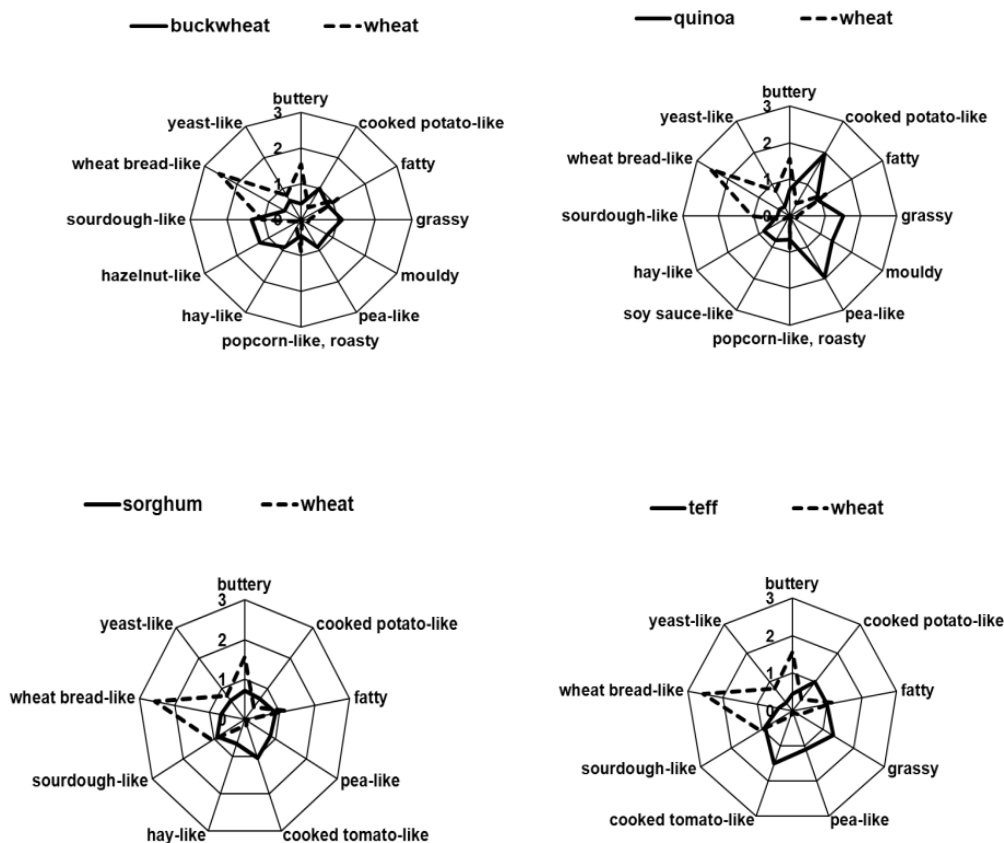 buckwheat
wheat
buttery
3
yeast-like
cooked potato-like
2
wheat bread-like
fatty
1
sourdough-like
0
grassy
hazelnut-like
mouldy
hay-like
pea-like
popcorn-like, roasty
quinoa
wheat
buttery
3
yeast-like
cooked potato-like
2
wheat bread-like
fatty
1
sourdough-like
0
grassy
hay-like
mouldy
soy sauce-like
pea-like
popcorn-like, roasty
sorghum
wheat
buttery
3
yeast-like
cooked potato-like
2
wheat bread-like
fatty
1
0
sourdough-like
pea-like
hay-like
cooked tomato-like
teff
wheat
buttery
3
yeast-like
cooked potato-like
2
wheat bread-like
fatty
1
0
sourdough-like
grassy
cooked tomato-like
pea-like